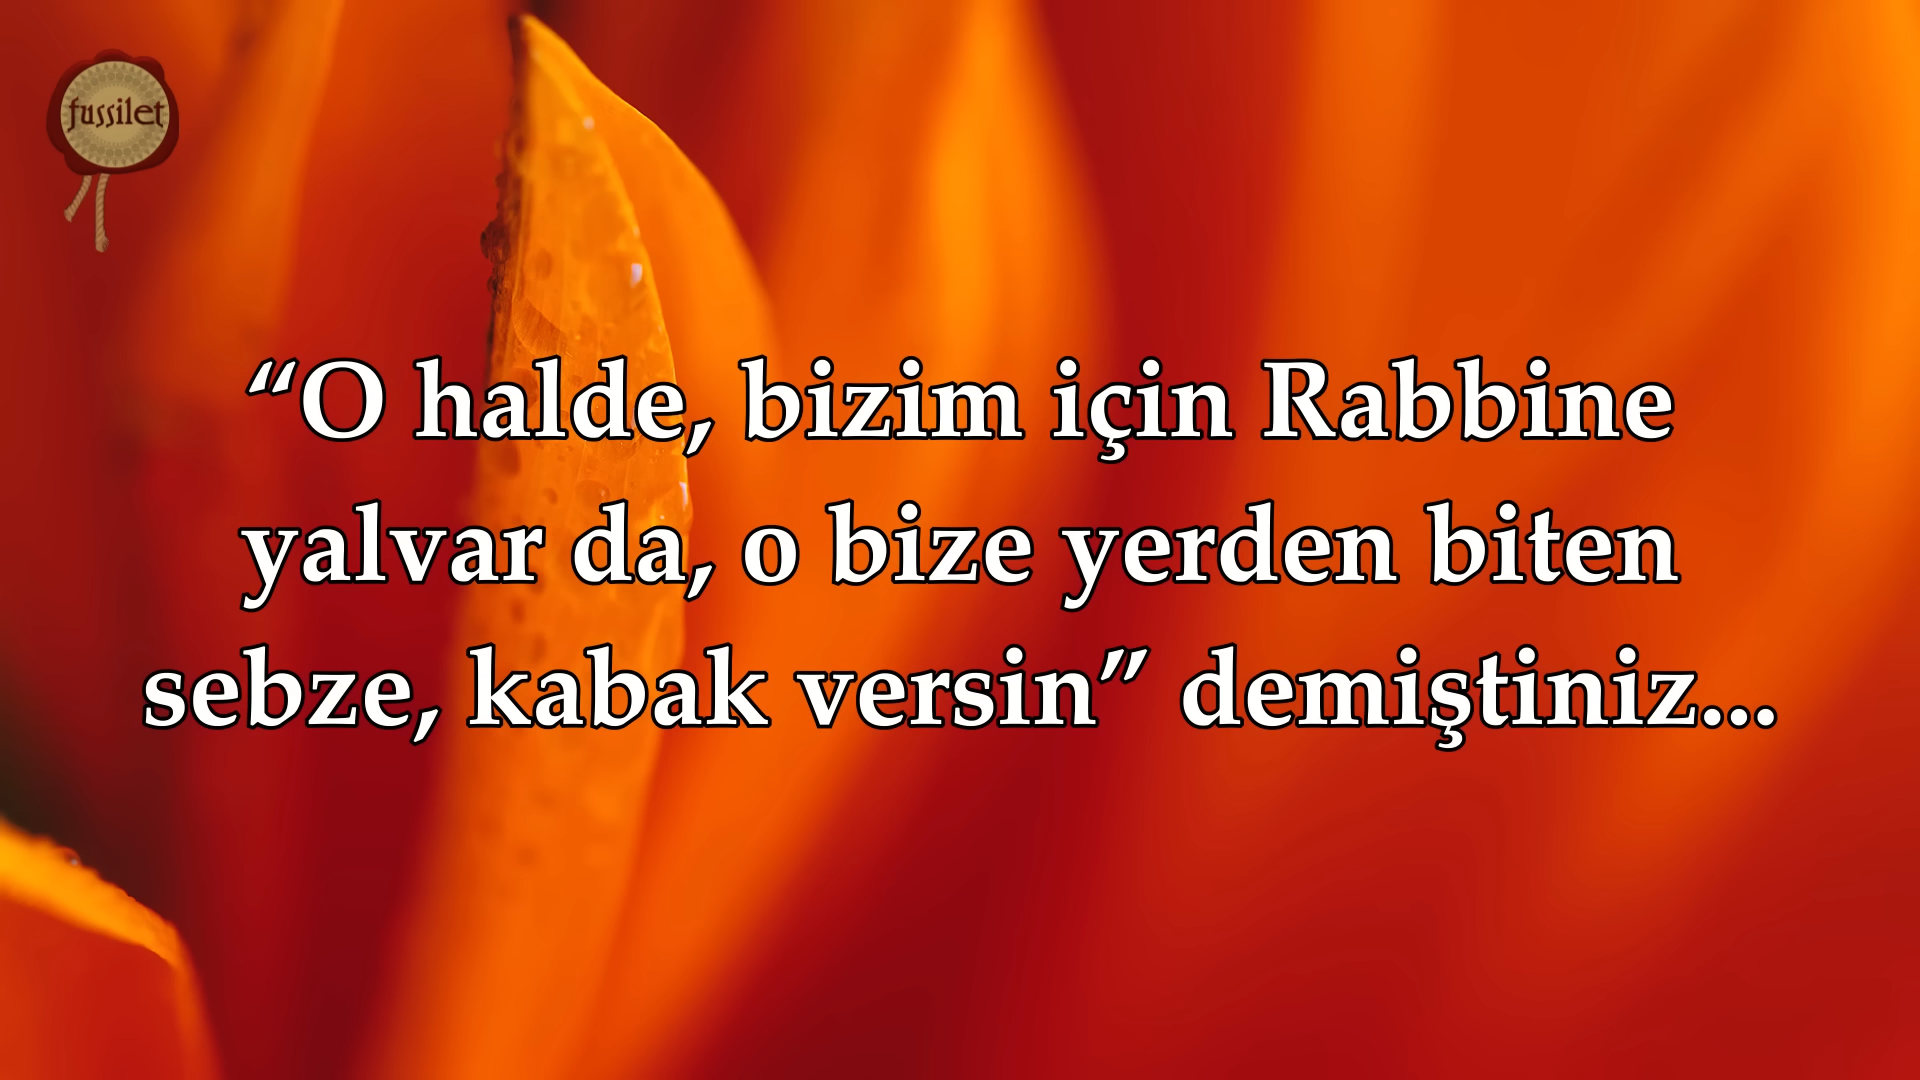 fussilet
“O halde, bizim için Rabbine
yalvar da, o bize yerden biten
sebze, kabak versin” demiştiniz...